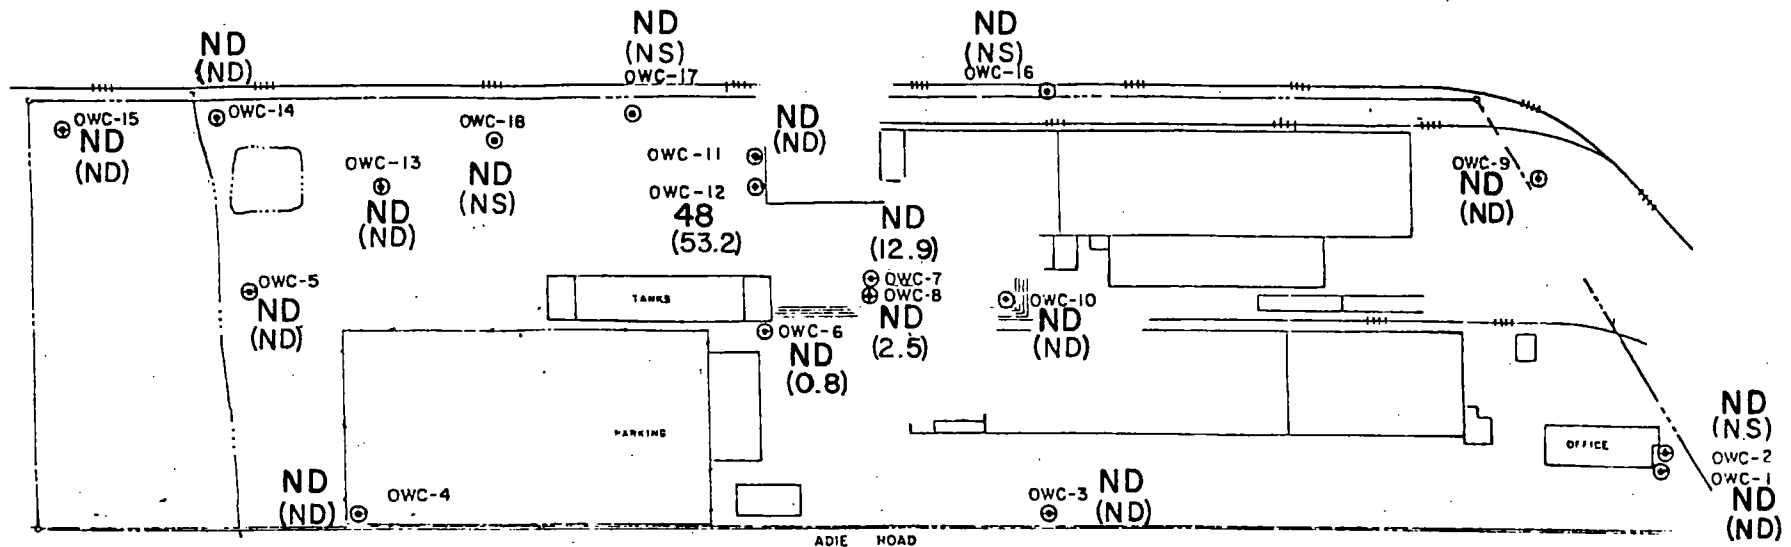 ND
(ND)
OWC-14
ND
(NS)
OWC-17
ND
(NS)
OWC-16
OWC-15
ND
(ND)
OWC-18
ND
(NS)
OWC-13
ND
(ND)
OWC-11
ND
(ND)
OWC-12
48
(53.2)
OWC-9
ND
(ND)
ND
(12.9)
OWC-7
OWC-8
ND
(2.5)
OWC-5
ND
(ND)
TANKS
OWC-6
ND
(0.8)
OWC-10
ND
(ND)
PARKING
ND
(NS)
OWC-2
OWC-1
ND
(ND)
OFFICE
ND
(ND)
OWC-4
OWC-3
ND
(ND)
ADIE ROAD